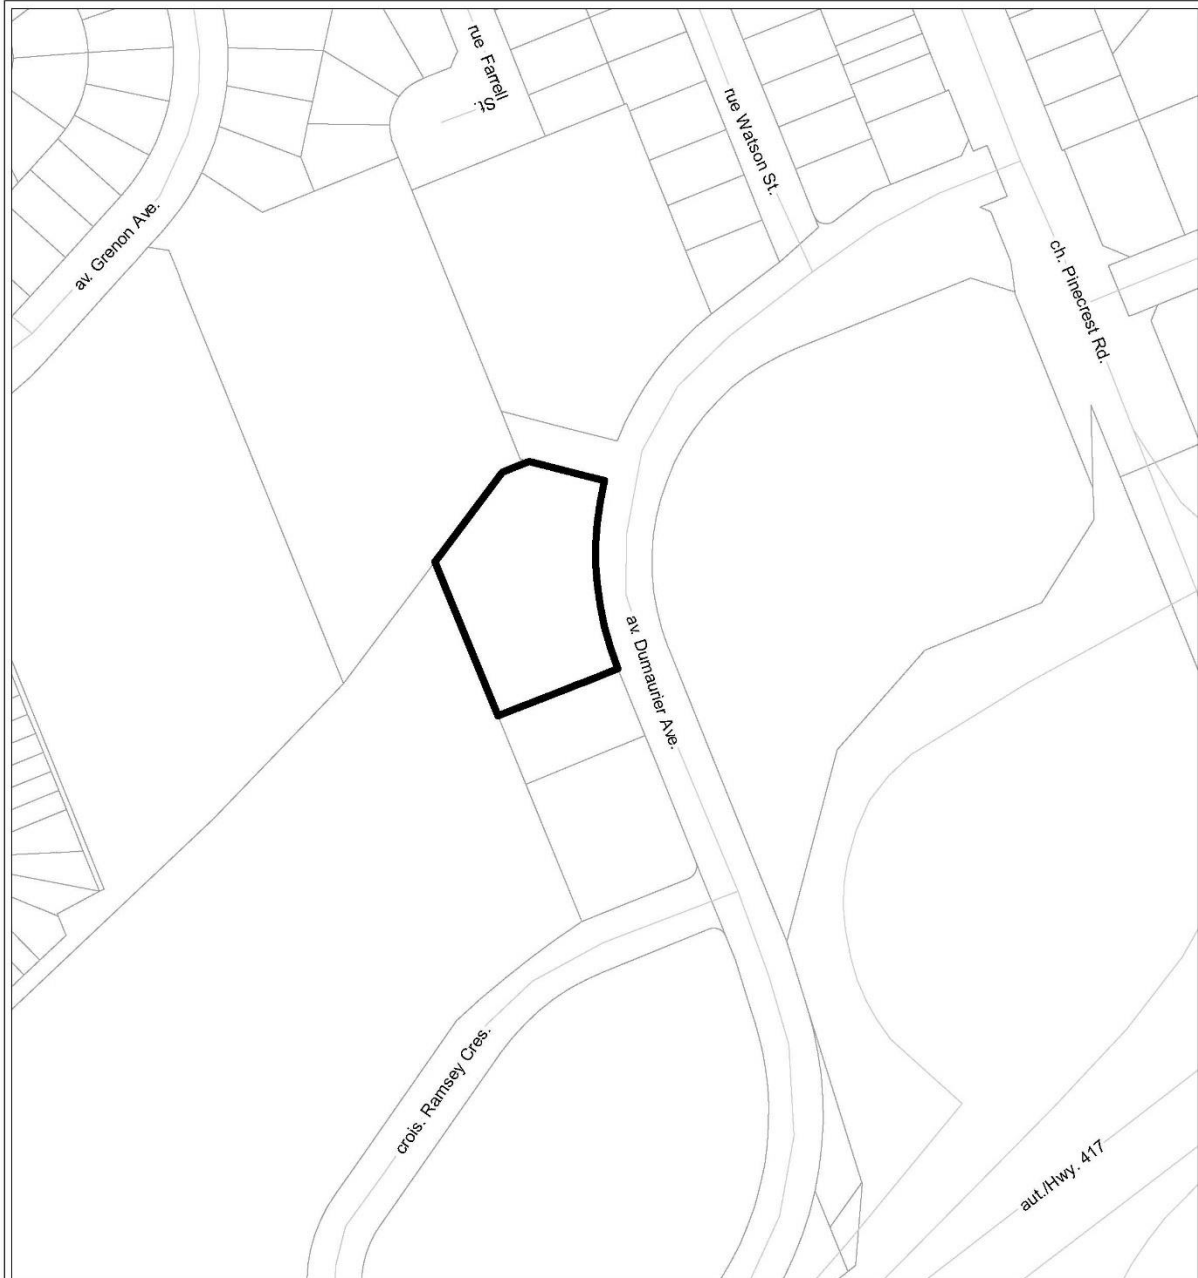 rue Farrell
St.
rue Watson St.
av. Grenon Ave.
ch. Pinecrest Rd.
av. Dumaurier Ave.
crois. Ramsey Cres.
aut./Hwy. 417